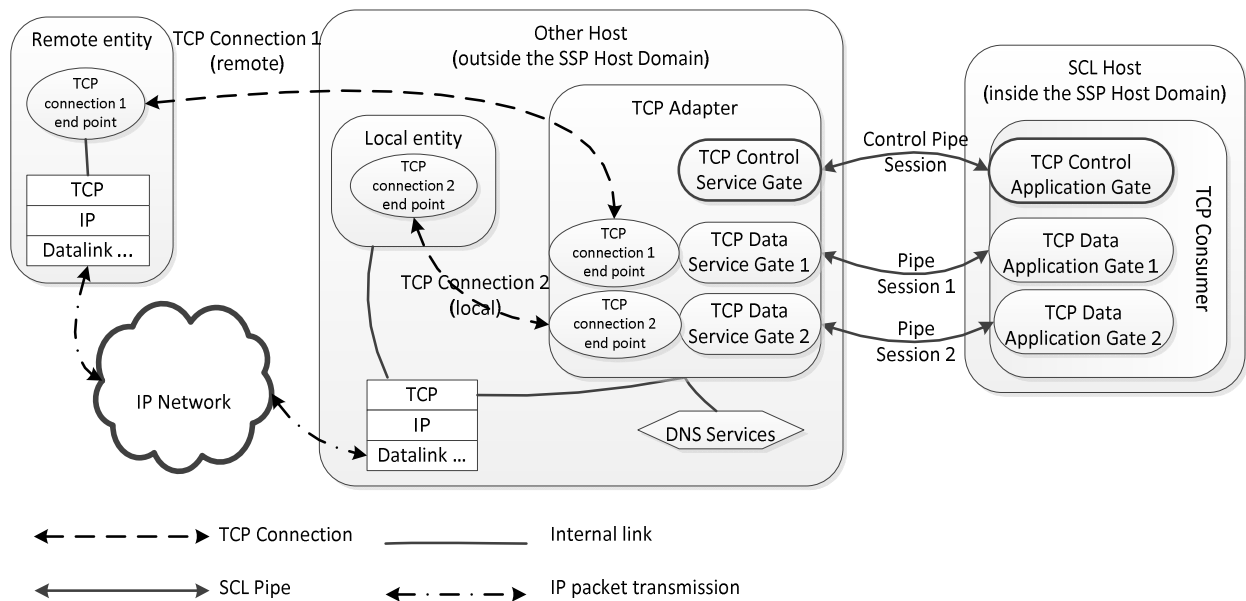 Remote entity
TCP
connection 1
end point
TCP
IP
Datalink ...
TCP Connection 1
(remote)
IP Network
Other Host
(outside the SSP Host Domain)
Local entity
TCP
connection 2
end point
TCP Connection 2
(local)
TCP
IP
Datalink ...
TCP Adapter
TCP Control
Service Gate
TCP
connection 1
end point
TCP Data
Service Gate 1
TCP
connection 2
end point
TCP Data
Service Gate 2
DNS Services
Control Pipe
Session
Pipe
Session 1
Pipe
Session 2
SCL Host
(inside the SSP Host Domain)
TCP Control
Application Gate
TCP Data
Application Gate 1
TCP Data
Application Gate 2
TCP Consumer
TCP Connection
Internal link
SCL Pipe
IP packet transmission